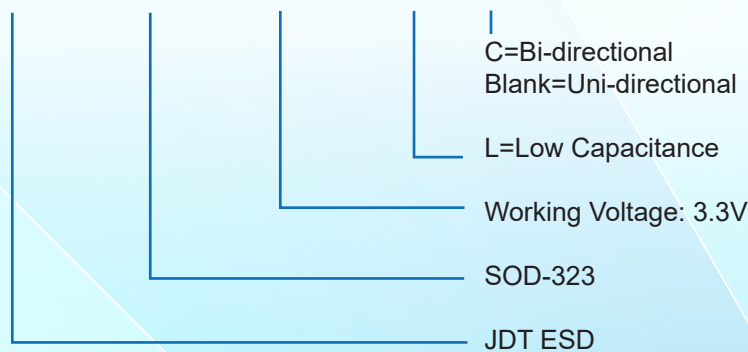 C=Bi-directional
Blank=Uni-directional
L=Low Capacitance
Working Voltage: 3.3V
SOD-323
JDT ESD